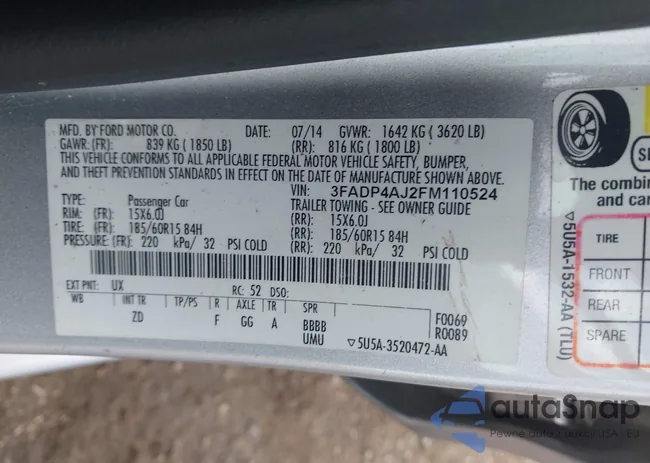 MFD. BY FORD MOTOR CO. DATE: 07/14 GVWR: 1642 KG ( 3620 LB)
GAWR: (FR): 839 KG ( 1850 LB) (RR): 816 KG ( 1800 LB)
THIS VEHICLE CONFORMS TO ALL APPLICABLE FEDERAL MOTOR VEHICLE SAFETY, BUMPER,
AND THEFT PREVENTION STANDARDS IN EFFECT ON THE DATE OF MANUFACTURE SHOWN ABOVE.
VIN: 3FADP4AJ2FM110524
TYPE: Passenger Car TRAILER TOWING - SEE OWNER GUIDE
RIM: (FR): 15X6.0J (RR): 15X6.0J
TIRE: (FR): 185/60R15 84H (RR): 185/60R15 84H
PRESSURE: (FR): 220 kPa/ 32 PSI COLD (RR): 220 kPa/ 32 PSI COLD
EXT PNT: UX RC: 52 DSO:
WB INT TR TP/PS R AXLE TR SPR F0069
ZD F GG A BBBB R0089
UMU ▽5U5A-3520472-AA
The combin
and car
TIRE
FRONT
REAR
SPARE
▽5U5A-1532-AA (TLU)
autoSnap